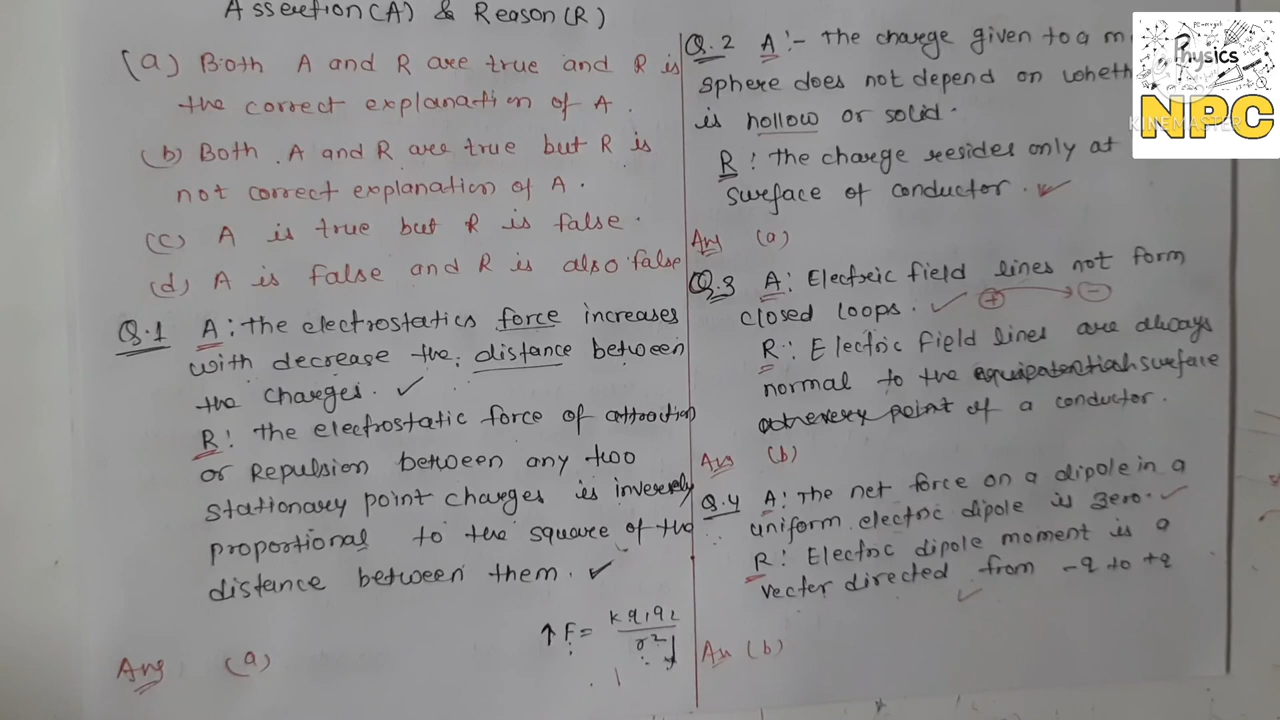 Assertion(A) & Reason(R)
(a) Both A and R are true and R is
the correct explanation of A.
(b) Both A and R are true but R is
not correct explanation of A.
(c) A is true but R is false.
(d) A is false and R is also false
Q.1 A: the electrostatics force increases
with decrease the distance between
the charges.
R: the electrostatic force of attraction
or Repulsion between any two
stationary point charges is inversely
proportional to the square of the
distance between them.
↑F = kq1q2
r2
Ans (a)
Q.2 A:- the charge given to a
sphere does not depend on
is hollow or solid.
R: the charge resides only at
surface of conductor.
Ans (a)
Q.3 A: Electric field lines not form
closed loops. + -
R: Electric field lines are always
normal to the equipotential surface
at every point of a conductor.
Ans (b)
Q.4 A: The net force on a dipole in a
uniform electric dipole is zero.
R: Electric dipole moment is a
vecter directed from -q to +q
Ans (b)
Physics
NPC
KINEMASTER